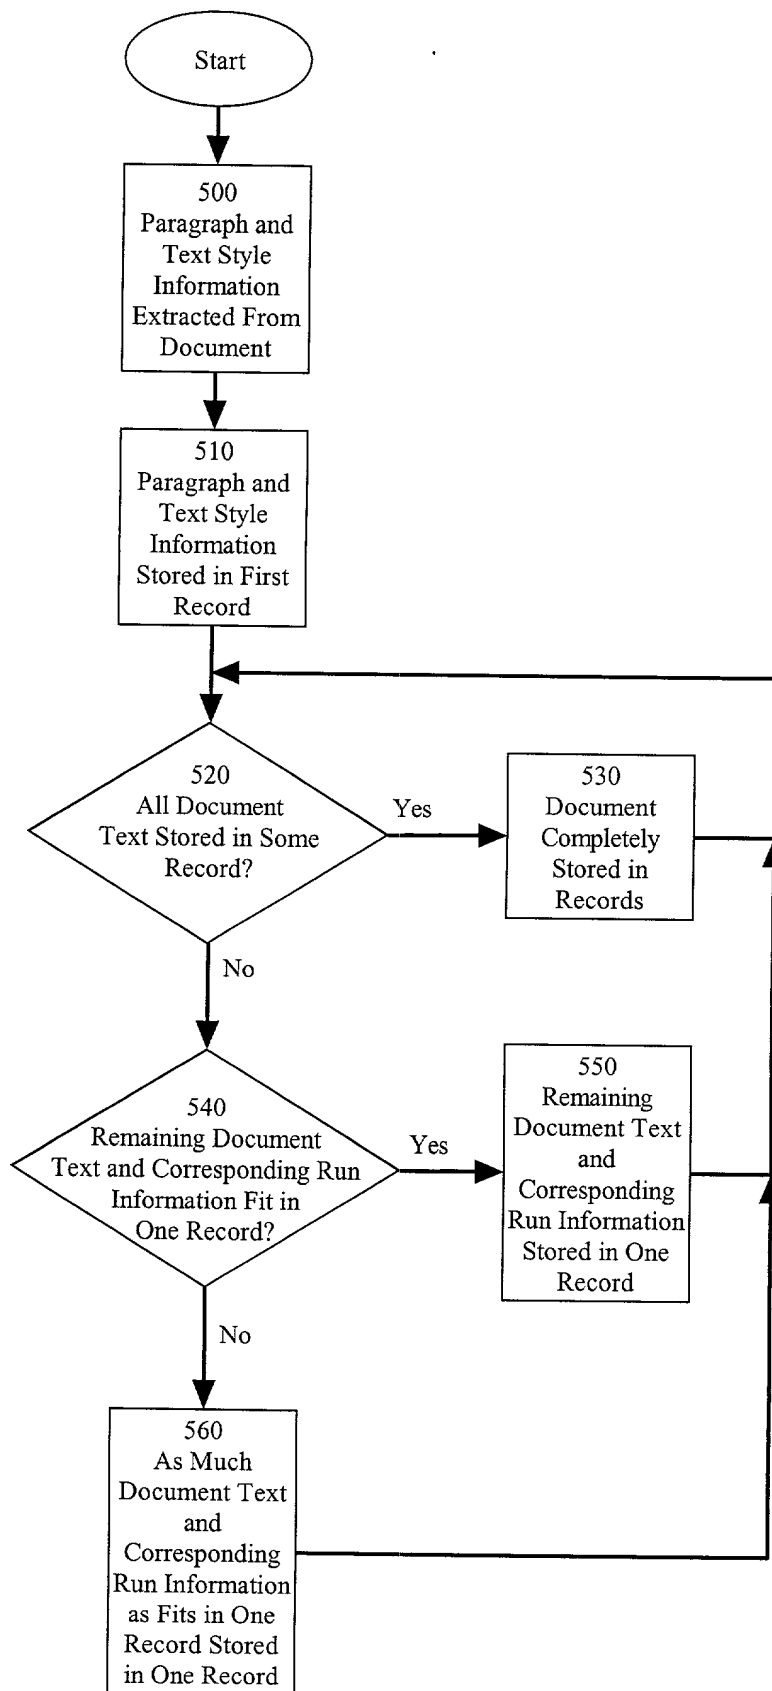 Start
500
Paragraph and
Text Style
Information
Extracted From
Document
510
Paragraph and
Text Style
Information
Stored in First
Record
520
All Document
Text Stored in Some
Record?
Yes
530
Document
Completely
Stored in
Records
No
540
Remaining Document
Text and Corresponding Run
Information Fit in
One Record?
Yes
550
Remaining
Document Text
and
Corresponding
Run Information
Stored in One
Record
No
560
As Much
Document Text
and
Corresponding
Run Information
as Fits in One
Record Stored
in One Record